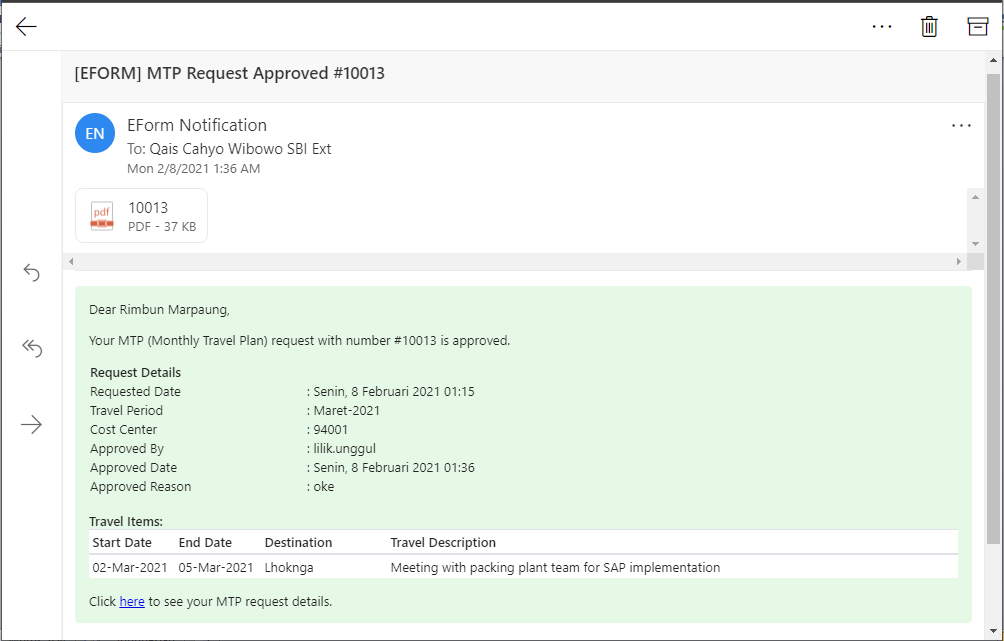 [EFORM] MTP Request Approved #10013
EN
EForm Notification
To: Qais Cahyo Wibowo SBI Ext
Mon 2/8/2021 1:36 AM
pdf
10013
PDF - 37 KB
Dear Rimbun Marpaung,
Your MTP (Monthly Travel Plan) request with number #10013 is approved.
Request Details
Requested Date : Senin, 8 Februari 2021 01:15
Travel Period : Maret-2021
Cost Center : 94001
Approved By : lilik.unggul
Approved Date : Senin, 8 Februari 2021 01:36
Approved Reason : oke
Travel Items:
Start Date End Date Destination Travel Description
02-Mar-2021 05-Mar-2021 Lhoknga Meeting with packing plant team for SAP implementation
Click here to see your MTP request details.